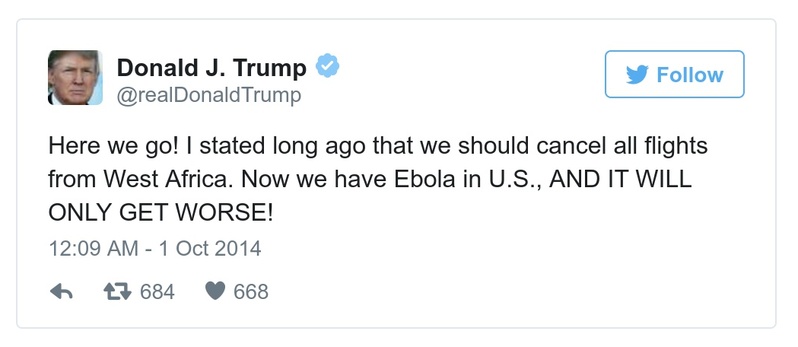 Donald J. Trump
@realDonaldTrump
Follow
Here we go! I stated long ago that we should cancel all flights
from West Africa. Now we have Ebola in U.S., AND IT WILL
ONLY GET WORSE!
12:09 AM - 1 Oct 2014
684 668